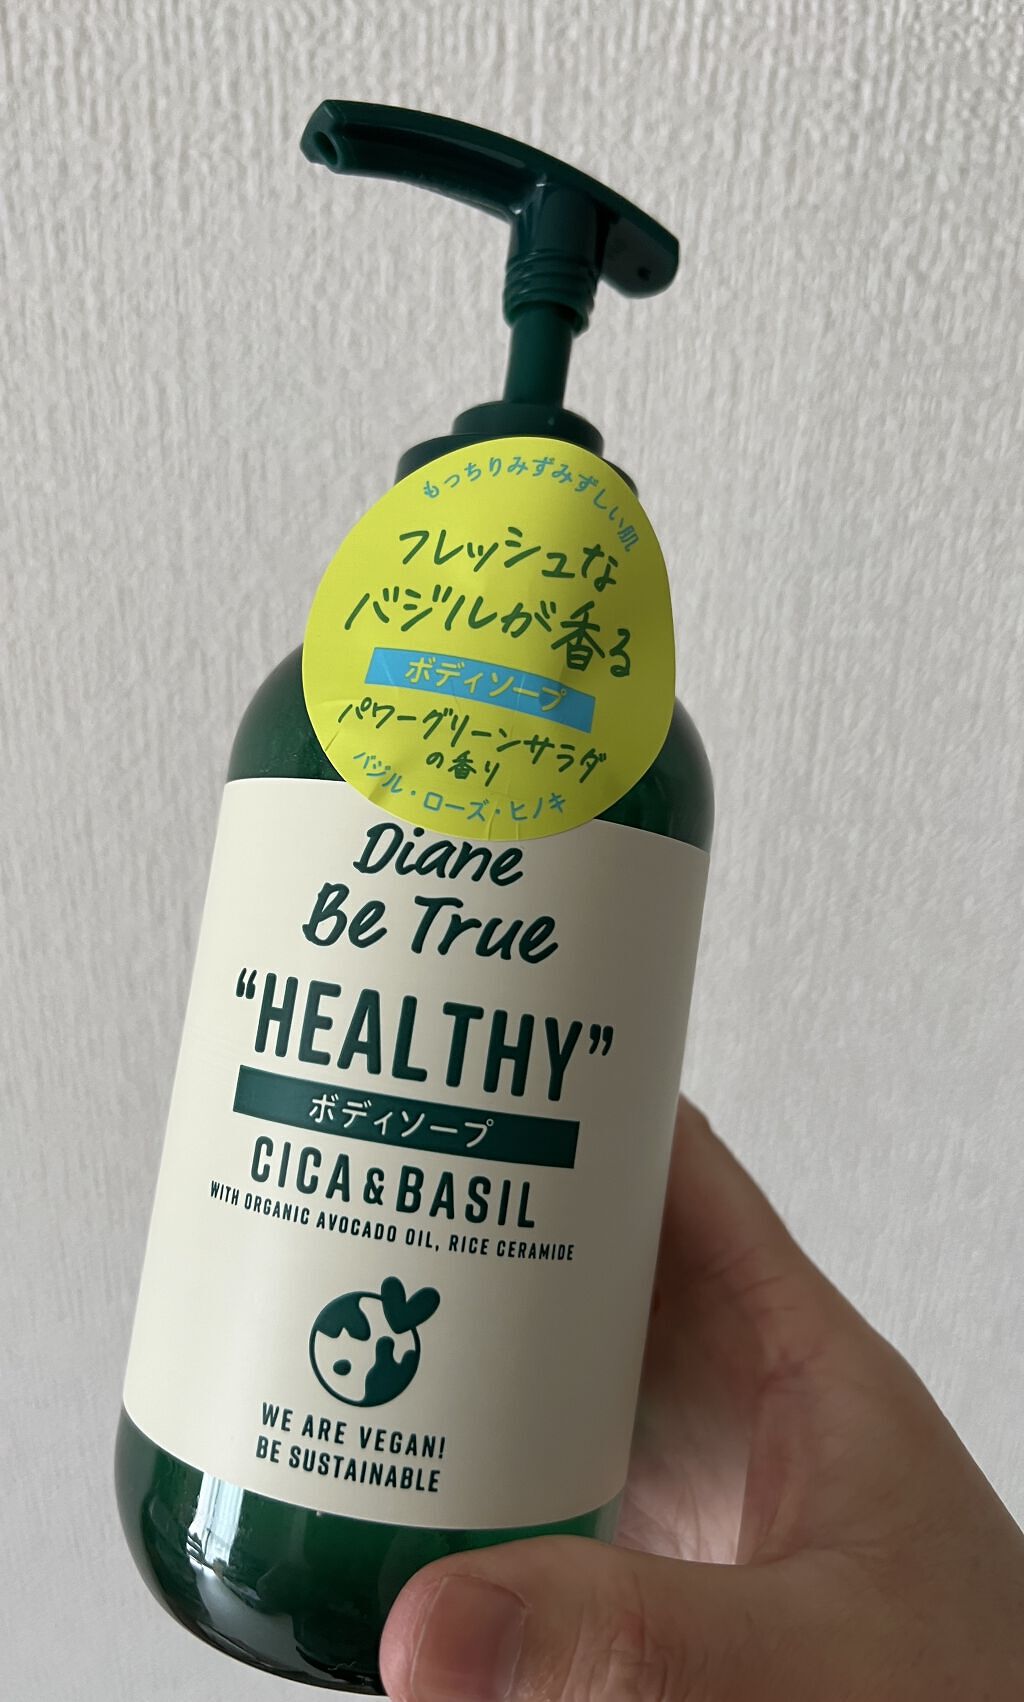 もっちりみずみずしい肌
フレッシュな
バジルが香る
ボディソープ
パワーグリーンサラダ
の香り
バジル・ローズ・ヒノキ
Diane
Be True
"HEALTHY"
ボディソープ
CICA & BASIL
WITH ORGANIC AVOCADO OIL, RICE CERAMIDE
WE ARE VEGAN!
BE SUSTAINABLE